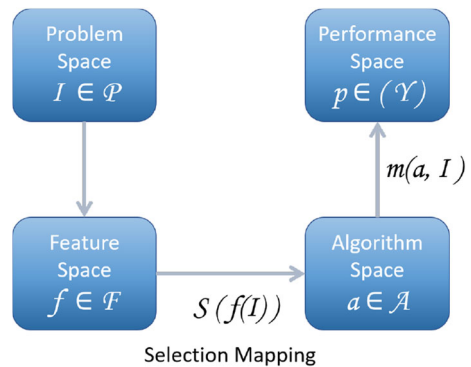 Problem
Space
I ∈ 𝒫
Performance
Space
p ∈ (𝒴)
m(a, I)
Feature
Space
f ∈ ℱ
S(f(I))
Algorithm
Space
a ∈ 𝒜
Selection Mapping